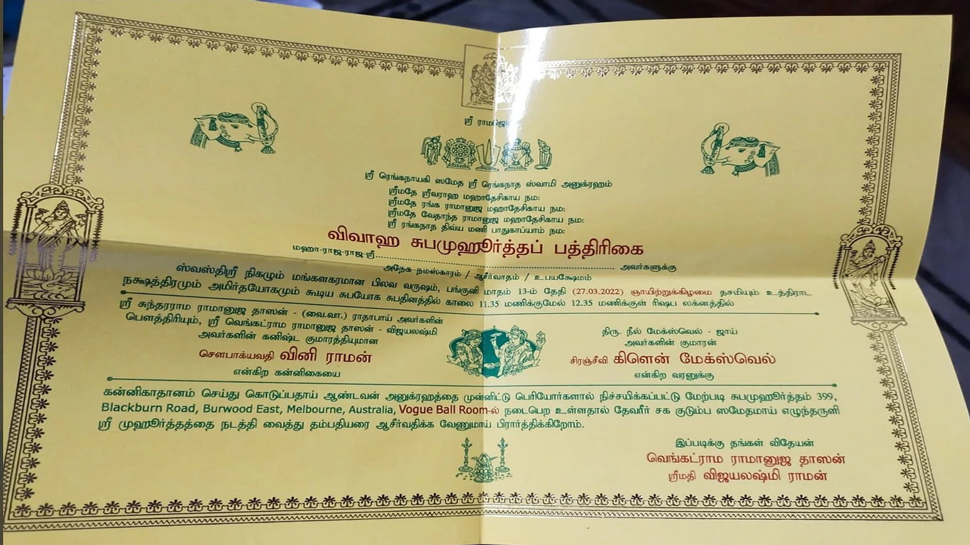 ஸ்ரீ
ஸ்ரீ ரெங்கநாயகி ஸமேத ஸ்ரீ ரெங்கநாத ஸ்வாமி அனுக்ரஹம்
ஸ்ரீமதே ஸ்ரீவராஹ மஹாதேசிகாய நம:
ஸ்ரீமதே ரங்க ராமானுஜ மஹாதேசிகாய நம:
ஸ்ரீமதே வேதாந்த ராமானுஜ மஹாதேசிகாய நம:
ஸ்ரீ ரங்கநாத திவ்ய மணி பாதுகாப்யாம் நம:
விவாஹ சுபமுஹூர்த்தப் பத்திரிகை
மஹா-ராஜ-ராஜ-ஸ்ரீ.............................................................. அவர்களுக்கு
அநேக நமஸ்காரம் / ஆசீர்வாதம் / உபயக்ஷேமம்
ஸ்வஸ்திஸ்ரீ நிகழும் மங்களகரமான பிலவ வருஷம், பங்குனி மாதம் 13-ம் தேதி (27.03.2022) ஞாயிற்றுக்கிழமை தசமியும் உத்திராட
நக்ஷத்திரமும் அமிர்தயோகமும் கூடிய சுபயோக சுபதினத்தில் காலை 11.35 மணிக்குமேல் 12.35 மணிக்குள் ரிஷப லக்னத்தில்
ஸ்ரீ சுந்தரராம ராமானுஜ தாஸன் - (வை.வா.) ராதாபாய் அவர்களின்
பௌத்திரியும், ஸ்ரீ வெங்கட்ராம ராமானுஜ தாஸன் - விஜயலஷ்மி
அவர்களின் கனிஷ்ட குமாரத்தியுமான
சௌபாக்யவதி வினி ராமன்
என்கிற கன்னிகையை
திரு. நீல் மேக்ஸ்வெல் - ஜாய்
அவர்களின் குமாரன்
சிரஞ்சீவி கிளென் மேக்ஸ்வெல்
என்கிற வரனுக்கு
கன்னிகாதானம் செய்து கொடுப்பதாய் ஆண்டவன் அனுக்ரஹத்தை முன்னிட்டு பெரியோர்களால் நிச்சயிக்கப்பட்டு மேற்படி சுபமுஹூர்த்தம் 399,
Blackburn Road, Burwood East, Melbourne, Australia, Vogue Ball Room-ல் நடைபெற உள்ளதால் தேவரீர் சக குடும்ப ஸமேதமாய் எழுந்தருளி
ஸ்ரீ முஹூர்த்தத்தை நடத்தி வைத்து தம்பதியரை ஆசீர்வதிக்க வேணுமாய் பிரார்த்திக்கிறோம்.
இப்படிக்கு தங்கள் விதேயன்
வெங்கட்ராம ராமானுஜ தாஸன்
ஸ்ரீமதி விஜயலஷ்மி ராமன்